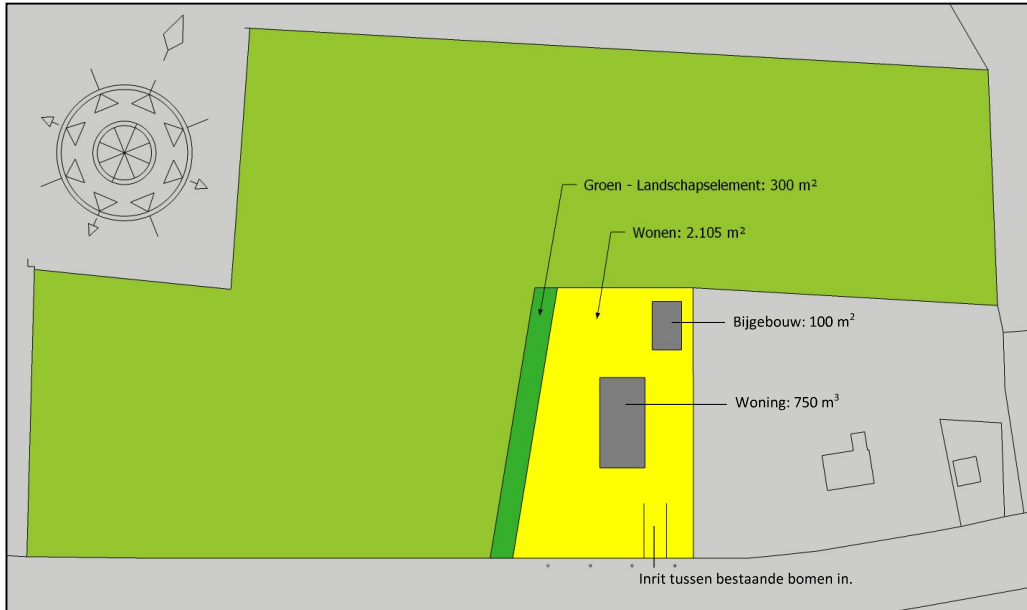 Groen - Landschapselement: 300 m²
Wonen: 2.105 m²
Bijgebouw: 100 m²
Woning: 750 m³
Inrit tussen bestaande bomen in.